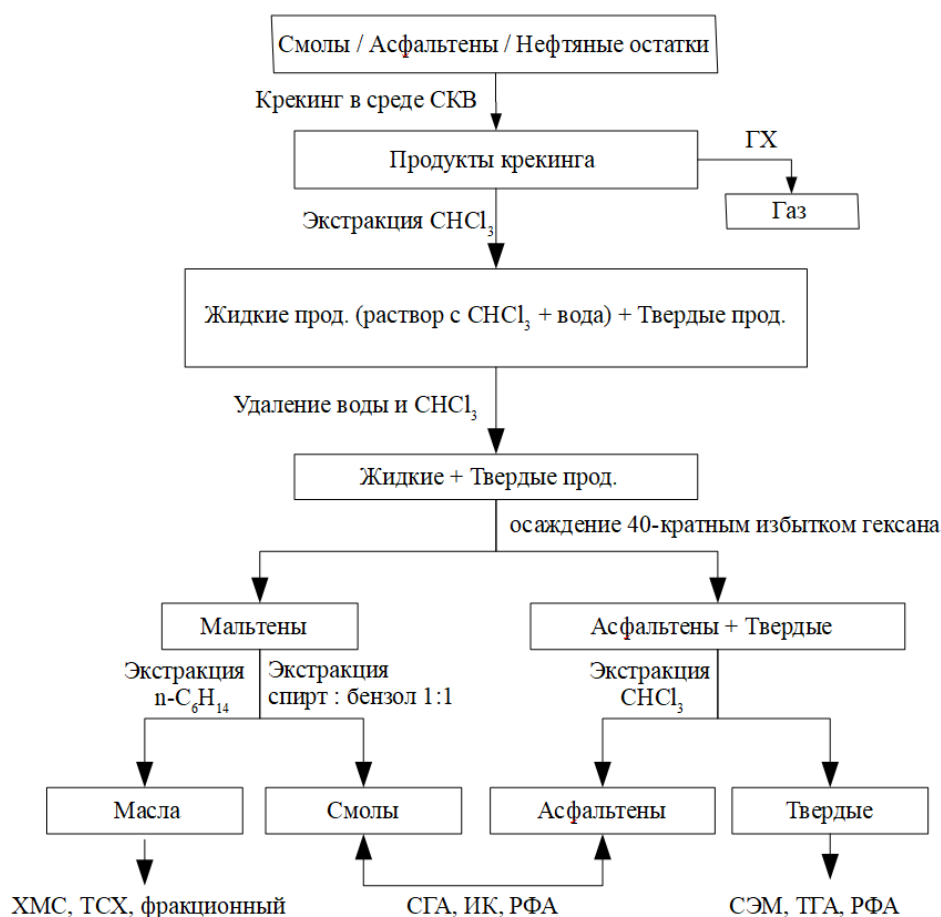 Смолы / Асфальтены / Нефтяные остатки
Крекинг в среде СКВ
Продукты крекинга
ГХ
Газ
Экстракция CHCl₃
Жидкие прод. (раствор с CHCl₃ + вода) + Твердые прод.
Удаление воды и CHCl₃
Жидкие + Твердые прод.
осаждение 40-кратным избытком гексана
Мальтены
Асфальтены + Твердые
Экстракция
n-C₆H₁₄
Экстракция
спирт : бензол 1:1
Экстракция
CHCl₃
Масла
Смолы
Асфальтены
Твердые
ХМС, ТСХ, фракционный
СГА, ИК, РФА
СЭМ, ТГА, РФА